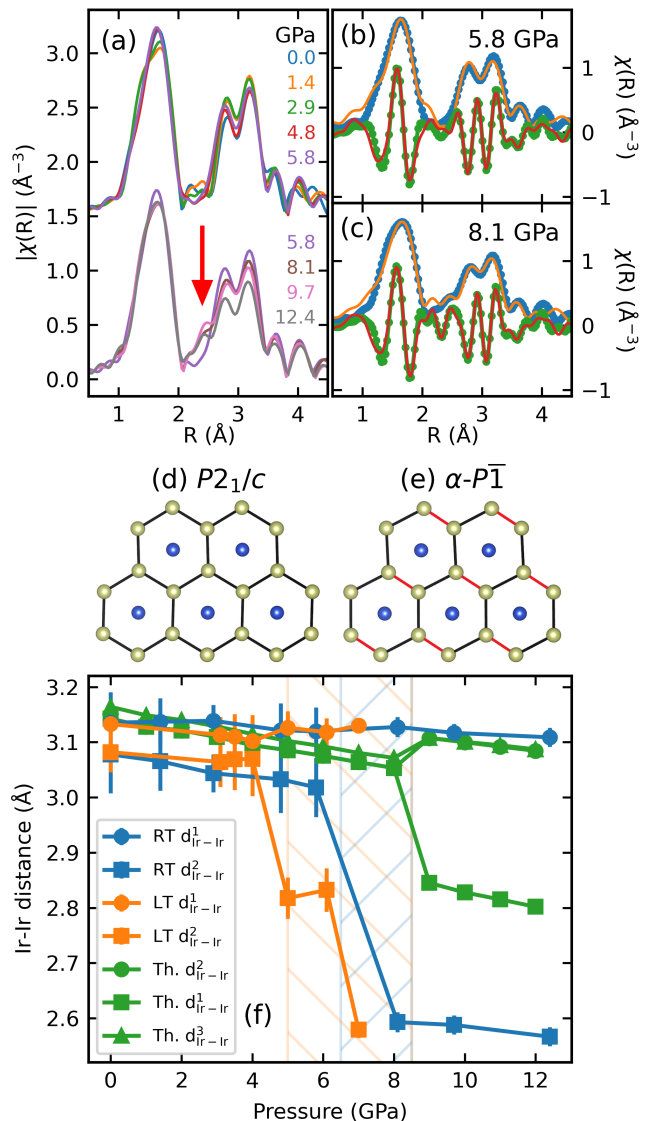 (a)
GPa
0.0
1.4
2.9
4.8
5.8
5.8
8.1
9.7
12.4
3.0
2.5
2.0
1.5
1.0
0.5
0.0
|χ(R)| (Å⁻³)
1 2 3 4
R (Å)
(b) 5.8 GPa
1
0
−1
χ(R) (Å⁻³)
(c) 8.1 GPa
1
0
−1
χ(R) (Å⁻³)
1 2 3 4
R (Å)
(d) P2₁/c
(e) α-P1̅
3.2
3.1
3.0
2.9
2.8
2.7
2.6
Ir-Ir distance (Å)
RT d¹Ir−Ir
RT d²Ir−Ir
LT d¹Ir−Ir
LT d²Ir−Ir
Th. d²Ir−Ir
Th. d¹Ir−Ir
Th. d³Ir−Ir
(f)
0 2 4 6 8 10 12
Pressure (GPa)